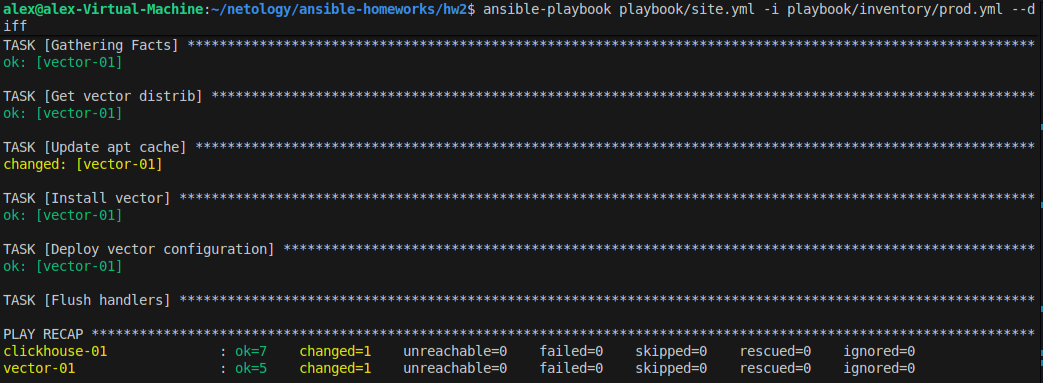 alex@alex-Virtual-Machine:~/netology/ansible-homeworks/hw2$ ansible-playbook playbook/site.yml -i playbook/inventory/prod.yml --d
iff
TASK [Gathering Facts] **********************************************************************************************************
ok: [vector-01]
TASK [Get vector distrib] *******************************************************************************************************
ok: [vector-01]
TASK [Update apt cache] *********************************************************************************************************
changed: [vector-01]
TASK [Install vector] ***********************************************************************************************************
ok: [vector-01]
TASK [Deploy vector configuration] **********************************************************************************************
ok: [vector-01]
TASK [Flush handlers] ***********************************************************************************************************
PLAY RECAP **********************************************************************************************************************
clickhouse-01              : ok=7    changed=1    unreachable=0    failed=0    skipped=0    rescued=0    ignored=0
vector-01                  : ok=5    changed=1    unreachable=0    failed=0    skipped=0    rescued=0    ignored=0